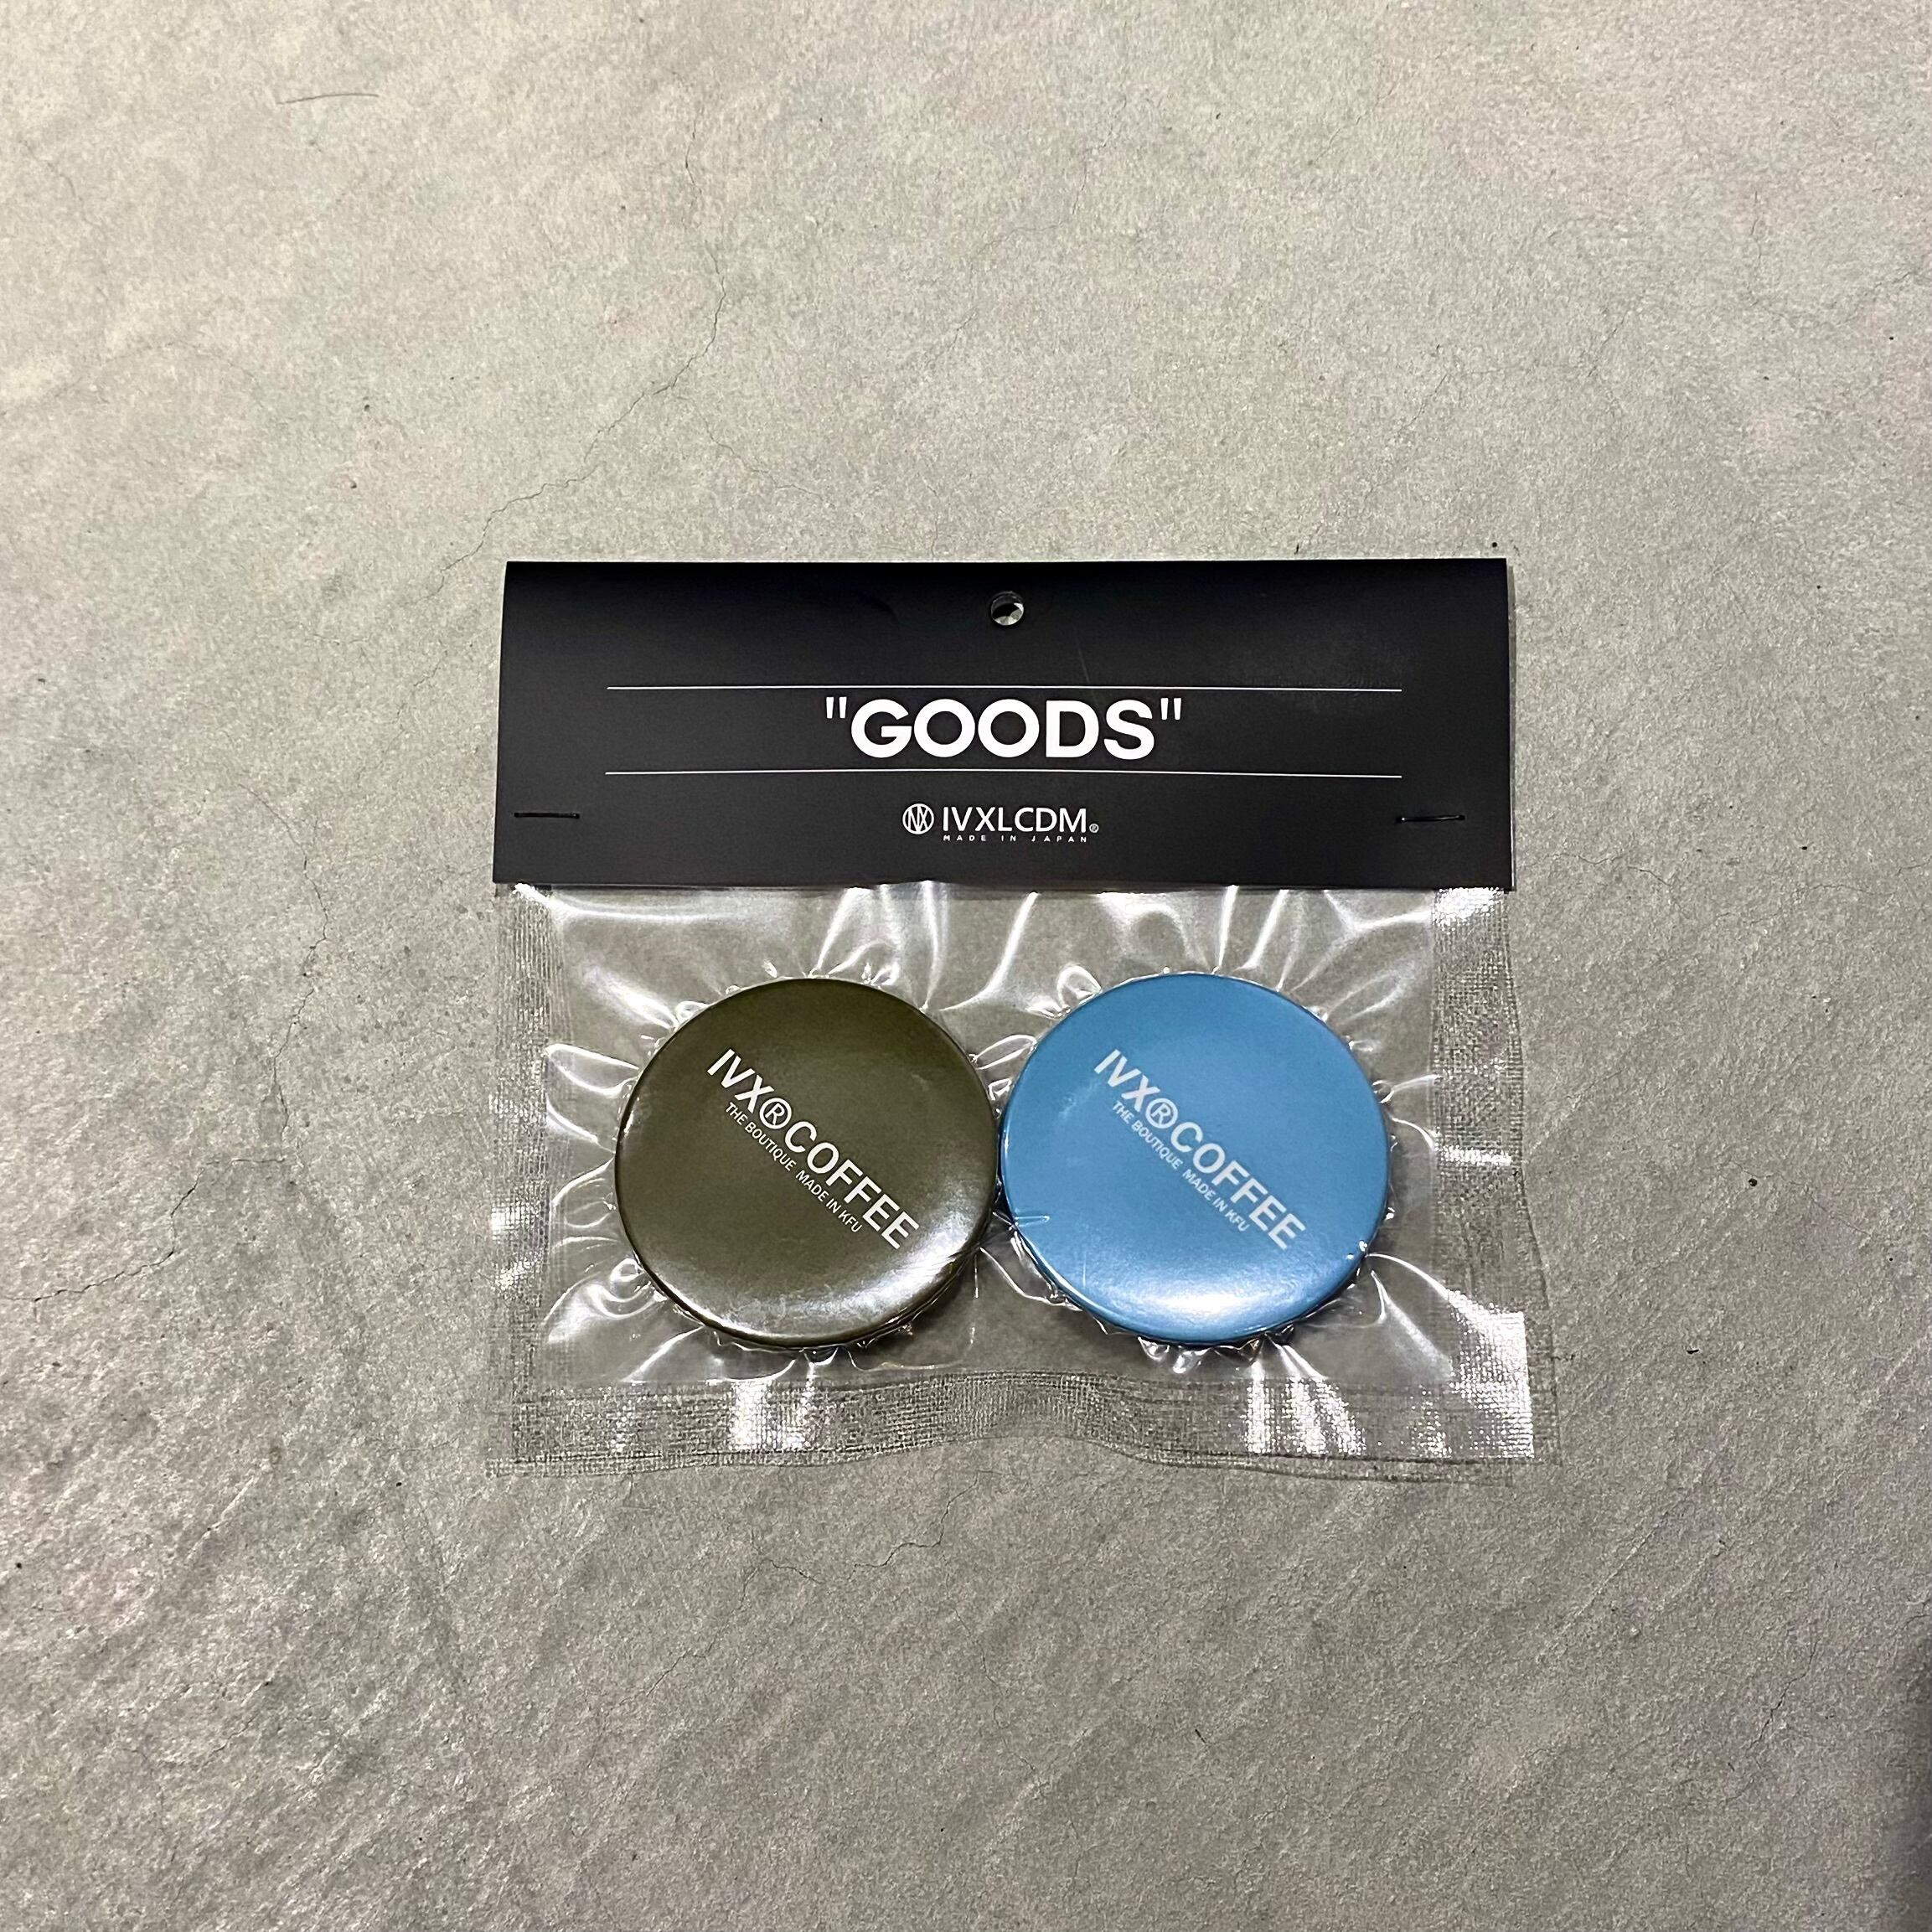 "GOODS"
NX IVXLCDM®
MADE IN JAPAN
IVX®COFFEE
THE BOUTIQUE MADE IN KFU
IVX®COFFEE
THE BOUTIQUE MADE IN KFU